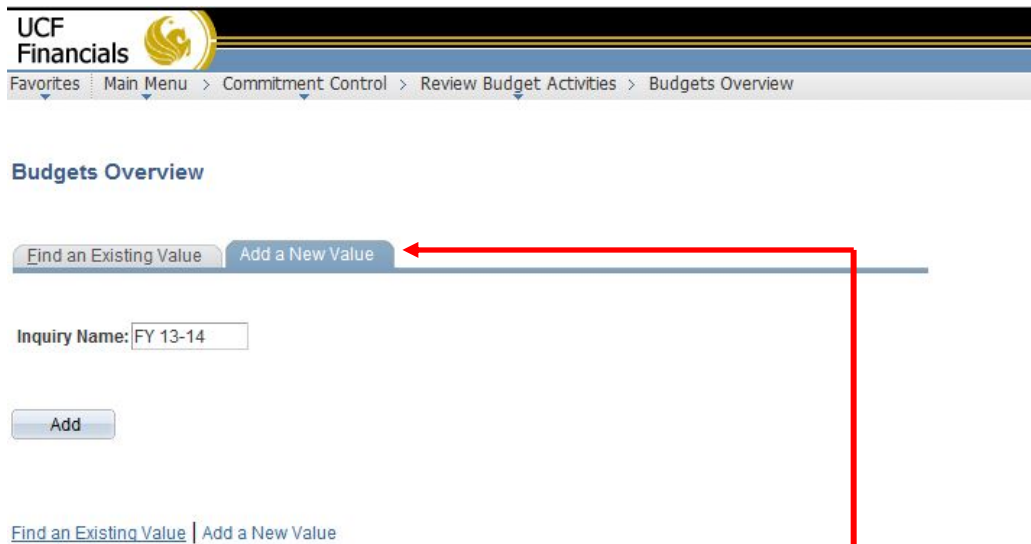 UCF
Financials
Favorites Main Menu > Commitment Control > Review Budget Activities > Budgets Overview
Budgets Overview
Find an Existing Value Add a New Value
Inquiry Name: FY 13-14
Add
Find an Existing Value | Add a New Value